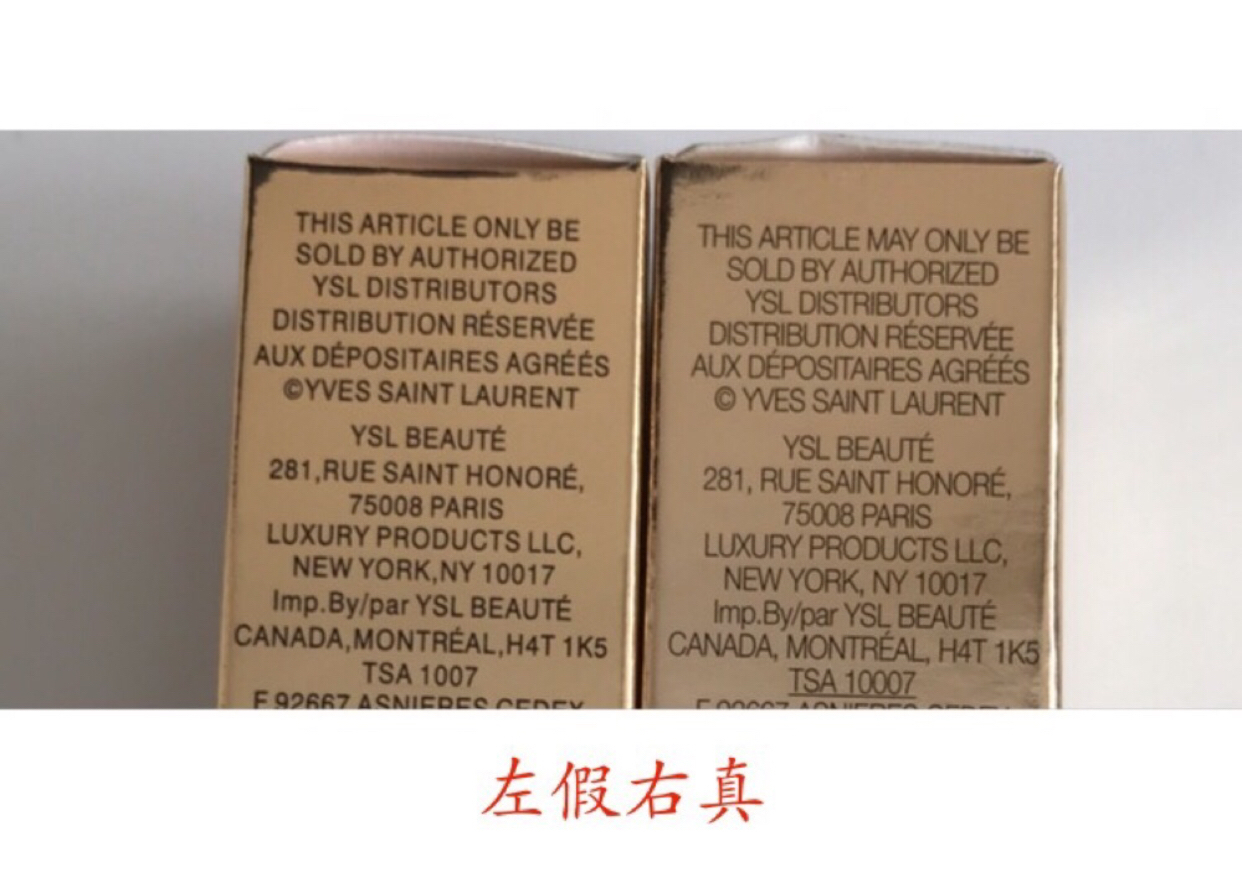 THIS ARTICLE ONLY BE
SOLD BY AUTHORIZED
YSL DISTRIBUTORS
DISTRIBUTION RÉSERVÉE
AUX DÉPOSITAIRES AGRÉÉS
©YVES SAINT LAURENT
YSL BEAUTÉ
281,RUE SAINT HONORÉ,
75008 PARIS
LUXURY PRODUCTS LLC,
NEW YORK,NY 10017
Imp.By/par YSL BEAUTÉ
CANADA,MONTRÉAL,H4T 1K5
TSA 1007
F 92667 ASNIERES CEDEX
THIS ARTICLE MAY ONLY BE
SOLD BY AUTHORIZED
YSL DISTRIBUTORS
DISTRIBUTION RÉSERVÉE
AUX DÉPOSITAIRES AGRÉÉS
© YVES SAINT LAURENT
YSL BEAUTÉ
281, RUE SAINT HONORÉ,
75008 PARIS
LUXURY PRODUCTS LLC,
NEW YORK, NY 10017
Imp.By/par YSL BEAUTÉ
CANADA, MONTRÉAL, H4T 1K5
TSA 10007
左假右真